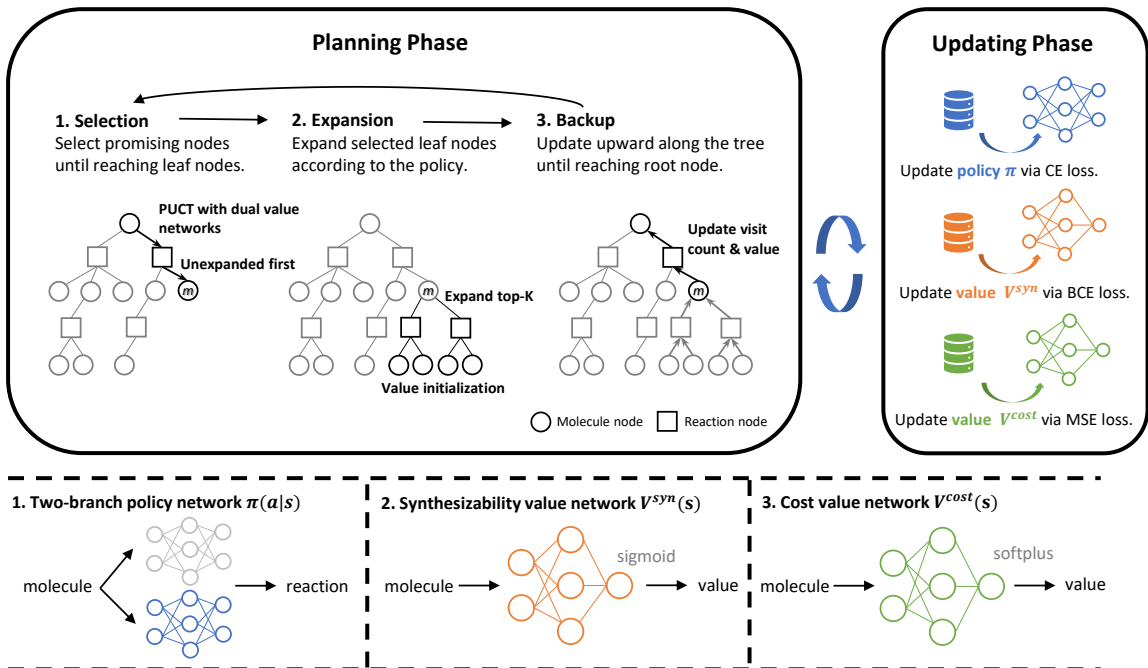 Planning Phase
1. Selection
Select promising nodes
until reaching leaf nodes.
2. Expansion
Expand selected leaf nodes
according to the policy.
3. Backup
Update upward along the tree
until reaching root node.
PUCT with dual value
networks
Unexpanded first
m
m
Expand top-K
Value initialization
Update visit
count & value
m
Molecule node
Reaction node
Updating Phase
Update policy π via CE loss.
Update value V^syn via BCE loss.
Update value V^cost via MSE loss.
1. Two-branch policy network π(a|s)
molecule
reaction
2. Synthesizability value network V^syn(s)
molecule
sigmoid
value
3. Cost value network V^cost(s)
molecule
softplus
value